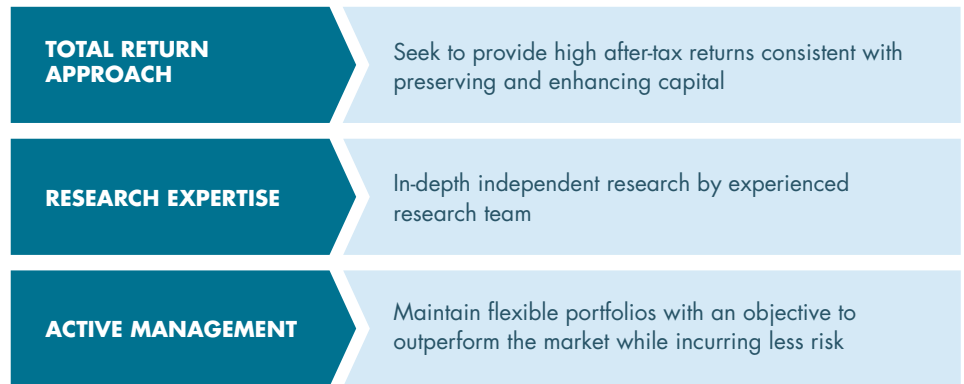 TOTAL RETURN
APPROACH
Seek to provide high after-tax returns consistent with
preserving and enhancing capital
RESEARCH EXPERTISE
In-depth independent research by experienced
research team
ACTIVE MANAGEMENT
Maintain flexible portfolios with an objective to
outperform the market while incurring less risk